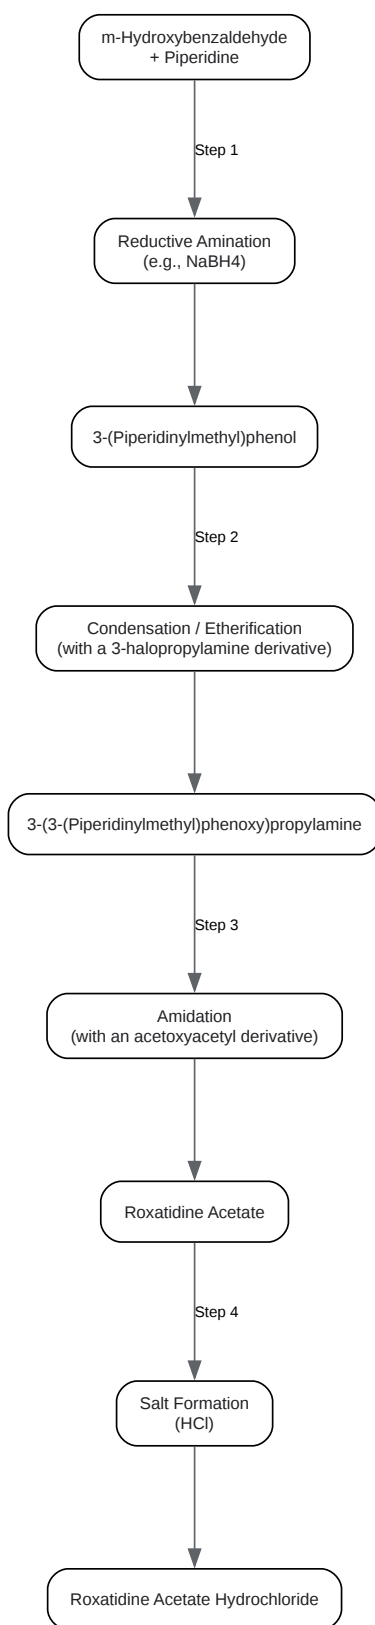 m-Hydroxybenzaldehyde
+ Piperidine
Step 1
Reductive Amination
(e.g., NaBH4)
3-(Piperidinylmethyl)phenol
Step 2
Condensation / Etherification
(with a 3-halopropylamine derivative)
3-(3-(Piperidinylmethyl)phenoxy)propylamine
Step 3
Amidation
(with an acetoxyacetyl derivative)
Roxatidine Acetate
Step 4
Salt Formation
(HCl)
Roxatidine Acetate Hydrochloride